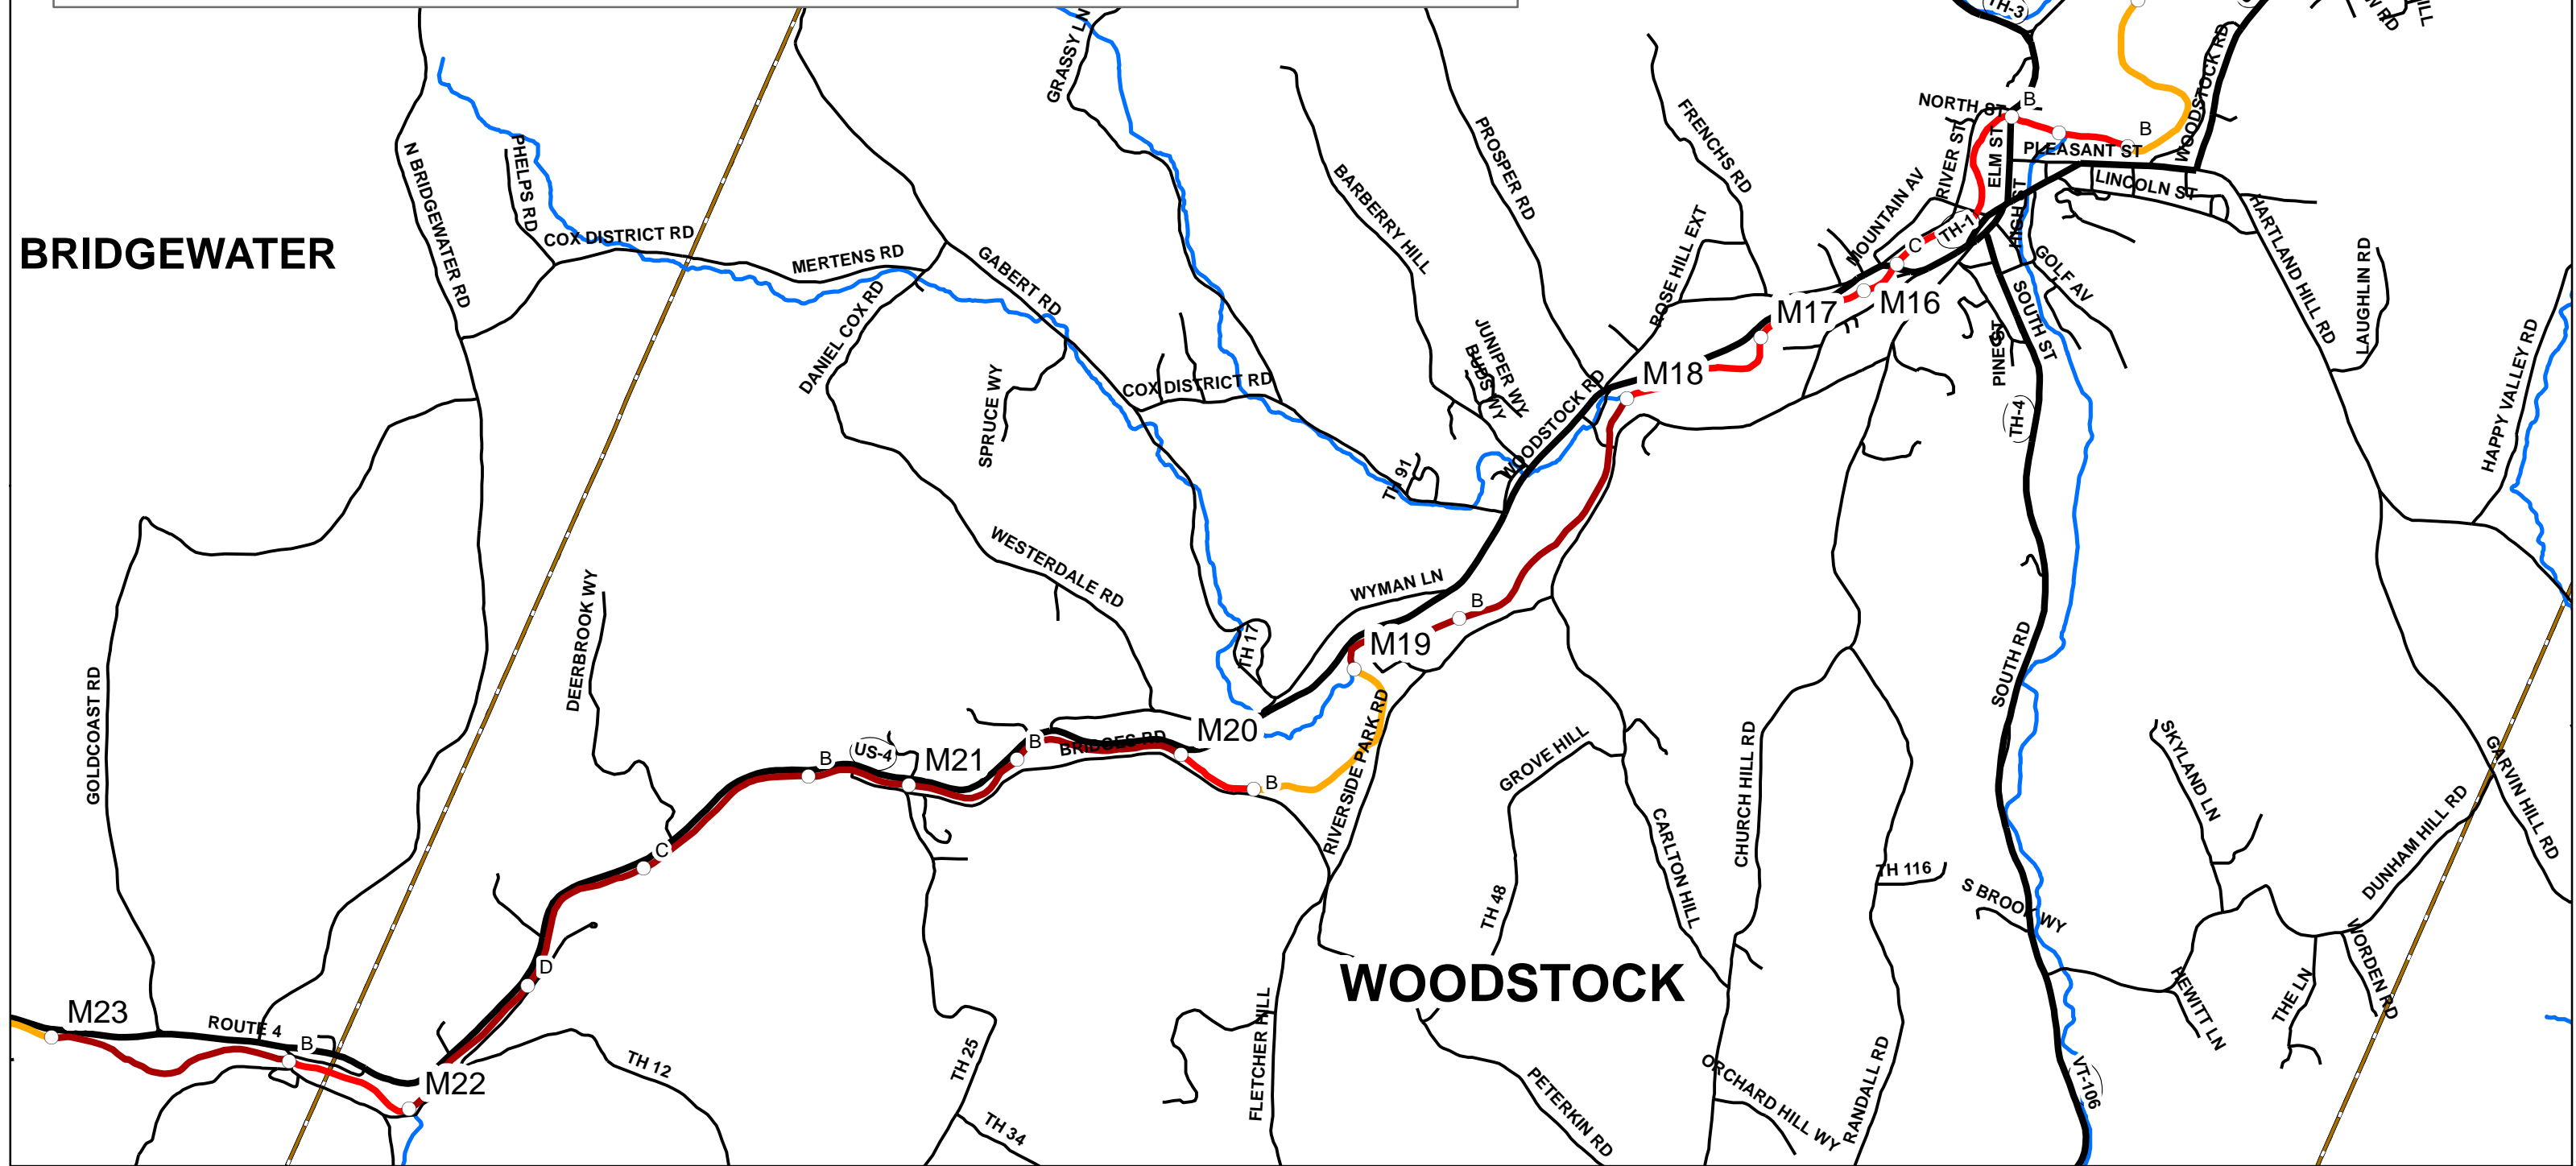 TH-3
GRASSY LN
WOODSTOCK RD
NORTH ST
B
B
PLEASANT ST
RIVER ST
ELM ST
LINCOLN ST
FRENCHS RD
PROSPER RD
PHELPS RD
N BRIDGEWATER RD
BARBERRY HILL
MOUNTAIN AV
TH-1
HIGH ST
C
BRIDGEWATER
COX DISTRICT RD
MERTENS RD
GABERT RD
ROSE HILL EXT
GOLF AV
HARTLAND HILL RD
LAUGHLIN RD
M17
M16
SOUTH ST
DANIEL COX RD
JUNIPER WY
BUDS WY
PINE ST
HAPPY VALLEY RD
M18
COX DISTRICT RD
SPRUCE WY
WOODSTOCK RD
TH-4
TH 91
WESTERDALE RD
WYMAN LN
B
DEERBROOK WY
TH 17
M19
SOUTH RD
GOLDCOAST RD
M20
RIVERSIDE PARK RD
BRIDGES RD
B
US-4
M21
B
B
GROVE HILL
CHURCH HILL RD
SKYLAND LN
GARVIN HILL RD
DUNHAM HILL RD
CARLTON HILL
C
TH 116
TH 48
S BROOK WY
WORDEN RD
D
WOODSTOCK
HEWITT LN
THE LN
M23
ROUTE 4
B
M22
TH 12
TH 25
FLETCHER HILL
TH 34
PETERKIN RD
ORCHARD HILL WY
RANDALL RD
VT-106